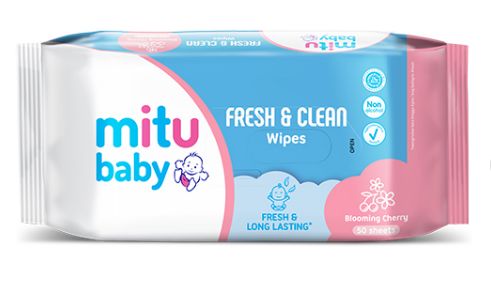 FRESH & CLEAN
Wipes
mitu
baby
mitu
baby
FRESH & CLEAN
Wipes
OPEN
Non
alcohol
FRESH &
LONG LASTING*
Blooming Cherry
50 sheets